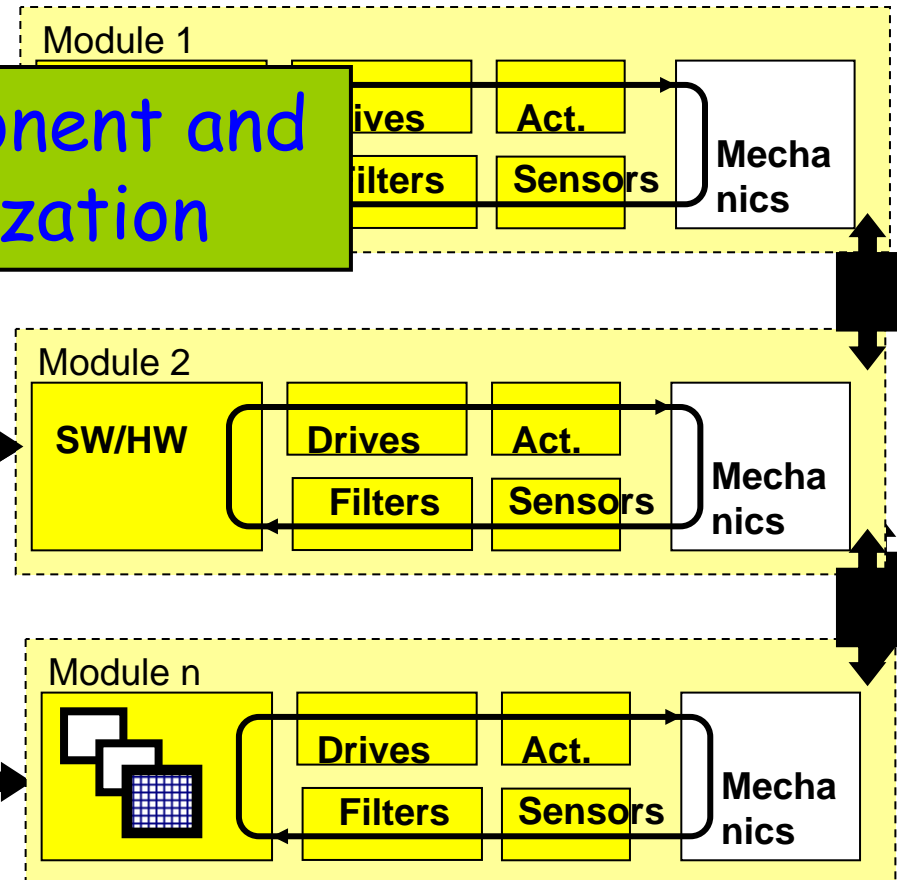 Module 1
onent and
zation
ives
Act.
Mecha
nics
ilters
Sensors
Module 2
SW/HW
Drives
Act.
Mecha
nics
Filters
Sensors
Module n
Drives
Act.
Mecha
nics
Filters
Sensors